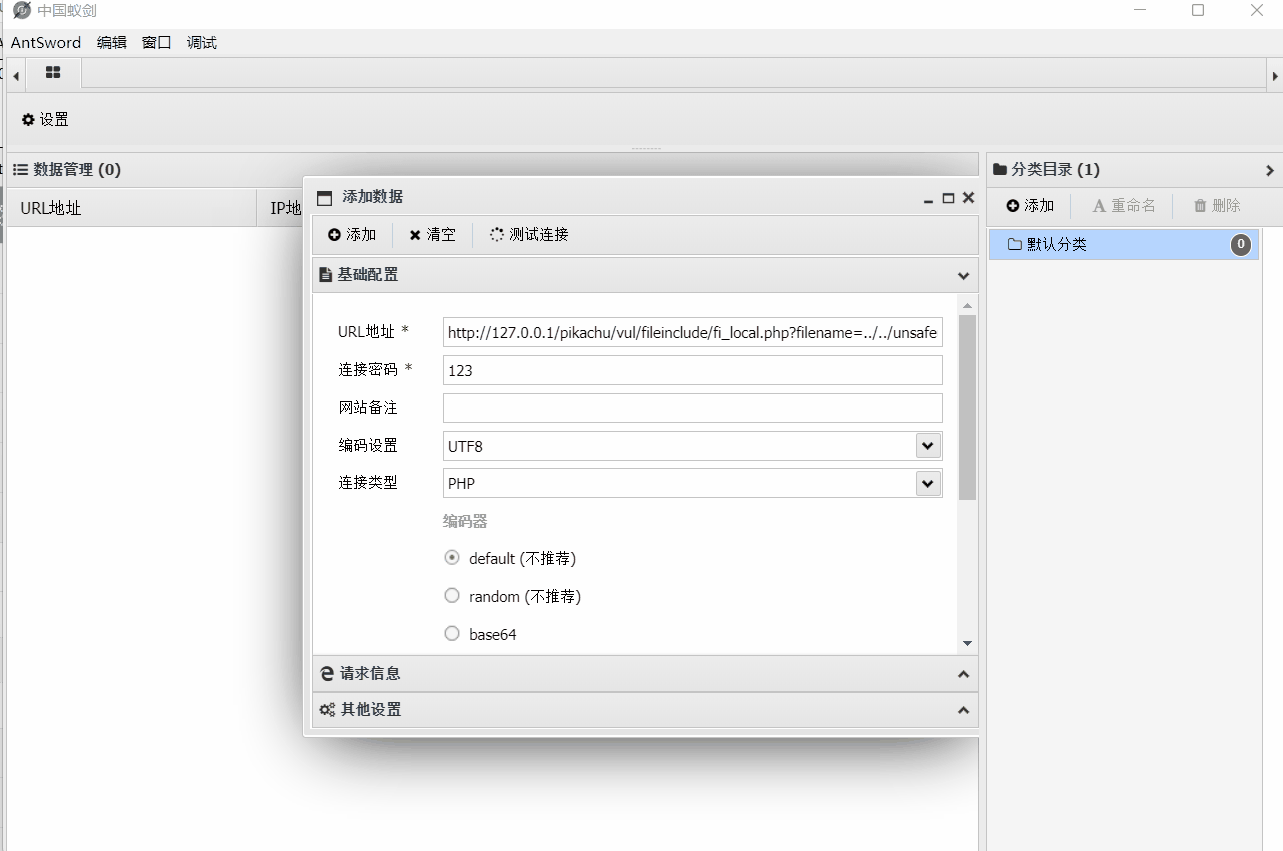 中国蚁剑
AntSword 编辑 窗口 调试
设置
数据管理 (0)
URL地址 IP地
添加数据
添加 清空 测试连接
基础配置
URL地址 * http://127.0.0.1/pikachu/vul/fileinclude/fi_local.php?filename=../../unsafe
连接密码 * 123
网站备注
编码设置 UTF8
连接类型 PHP
编码器
default (不推荐)
random (不推荐)
base64
请求信息
其他设置
分类目录 (1)
添加 重命名 删除
默认分类 0